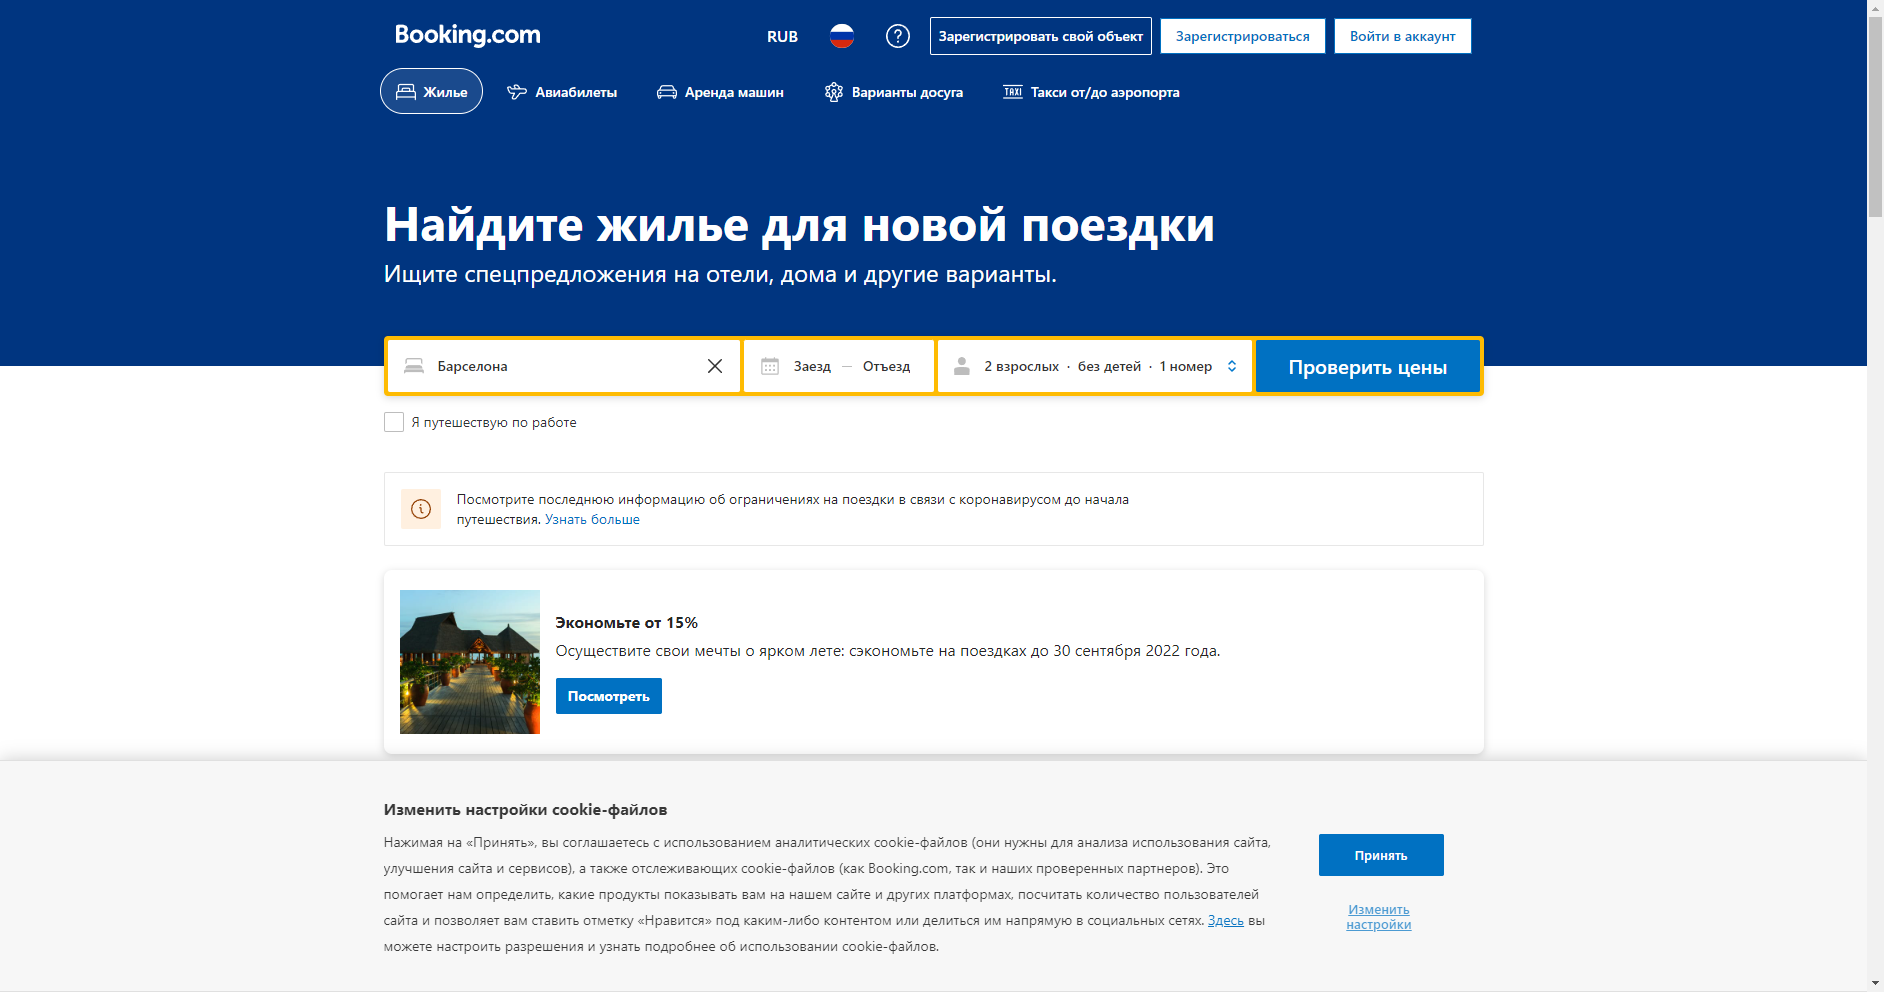 Booking.com
RUB
Зарегистрировать свой объект
Зарегистрироваться
Войти в аккаунт
Жилье
Авиабилеты
Аренда машин
Варианты досуга
TAXI
Такси от/до аэропорта
Найдите жилье для новой поездки
Ищите спецпредложения на отели, дома и другие варианты.
Барселона
Заезд — Отъезд
2 взрослых · без детей · 1 номер
Проверить цены
Я путешествую по работе
Посмотрите последнюю информацию об ограничениях на поездки в связи с коронавирусом до начала
путешествия. Узнать больше
Экономьте от 15%
Осуществите свои мечты о ярком лете: сэкономьте на поездках до 30 сентября 2022 года.
Посмотреть
Изменить настройки cookie-файлов
Нажимая на «Принять», вы соглашаетесь с использованием аналитических cookie-файлов (они нужны для анализа использования сайта,
улучшения сайта и сервисов), а также отслеживающих cookie-файлов (как Booking.com, так и наших проверенных партнеров). Это
помогает нам определить, какие продукты показывать вам на нашем сайте и других платформах, посчитать количество пользователей
сайта и позволяет вам ставить отметку «Нравится» под каким-либо контентом или делиться им напрямую в социальных сетях. Здесь вы
можете настроить разрешения и узнать подробнее об использовании cookie-файлов.
Принять
Изменить
настройки